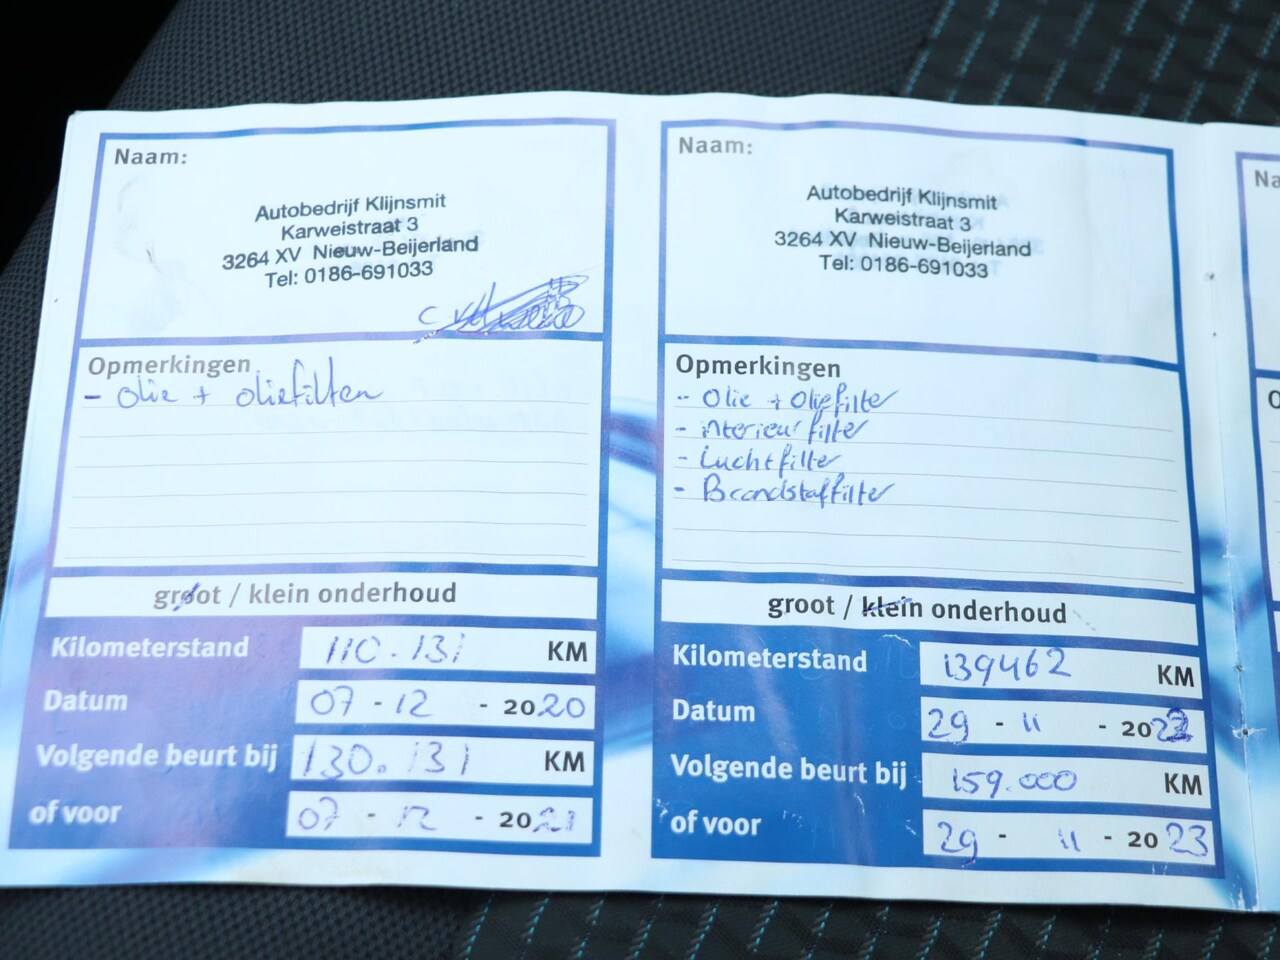 Naam:
Autobedrijf Klijnsmit
Karweistraat 3
3264 XV Nieuw-Beijerland
Tel: 0186-691033
Opmerkingen
- Olie + oliefilter
groot / klein onderhoud
Kilometerstand 110.131 KM
Datum 07 - 12 - 2020
Volgende beurt bij 130.131 KM
of voor 07 - 12 - 2021
Naam:
Autobedrijf Klijnsmit
Karweistraat 3
3264 XV Nieuw-Beijerland
Tel: 0186-691033
Opmerkingen
- Olie + Oliefilter
- interieur filter
- Luchtfilter
- Brandstaffilter
groot / klein onderhoud
Kilometerstand 139462 KM
Datum 29 - 11 - 2022
Volgende beurt bij 159.000 KM
of voor 29 - 11 - 2023
Na
O